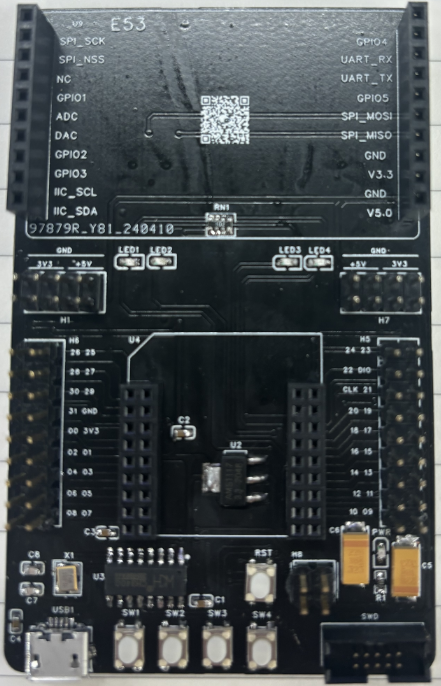 U9 E53
SPI_SCK GPIO4
SPI_NSS UART_RX
NC UART_TX
GPIO1 GPIO5
ADC SPI_MOSI
DAC SPI_MISO
GPIO2 GND
GPIO3 V3.3
IIC_SCL GND
IIC_SDA V5.0
RN1
97879R_Y81_240410
LED1 LED2 LED3 LED4
GND GND
3V3 +5V +5V 3V3
H1 H7
H6 U4 H5
26 25 24 23
28 27 22 DIO
30 29 CLK 21
31 GND 20 19
00 3V3 18 17
02 01 16 15
04 03 14 13
06 05 12 11
08 07 10 09
C2
U2
C3 C6 PWR
C8 X1 U3 RST H8 C5
C7 C1 R1
C4 USB1 SW1 SW2 SW3 SW4 SWD